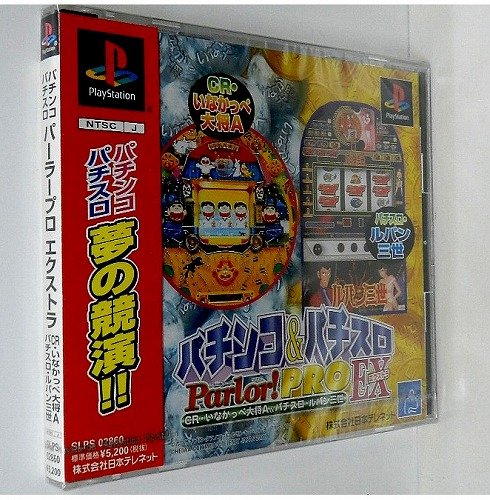 パチンコ
パチスロ
パーラープロ エクストラ
CR・いなかっぺ大将A
パチスロ・ルパン三世
SLPS
02860
¥5,200
PlayStation
NTSC J
パチンコ
パチスロ
夢の競演!!
SLPS 02860
標準価格¥5,200(税抜)
株式会社日本テレネット
PlayStation
CR・
いなかっぺ
大将A
パチスロ・
ルパン
三世
ルパン三世
パチンコ&パチスロ
Parlor! PRO EX
CR・いなかっぺ大将A&パチスロ・ルパン三世
株式会社日本テレネット